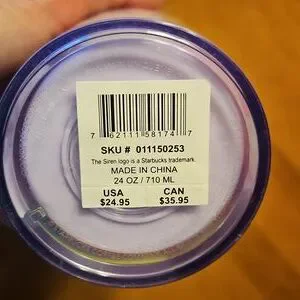 7 62111 58174 7
SKU # 011150253
The Siren logo is a Starbucks trademark.
MADE IN CHINA
24 OZ / 710 ML
USA CAN
$24.95 $35.95